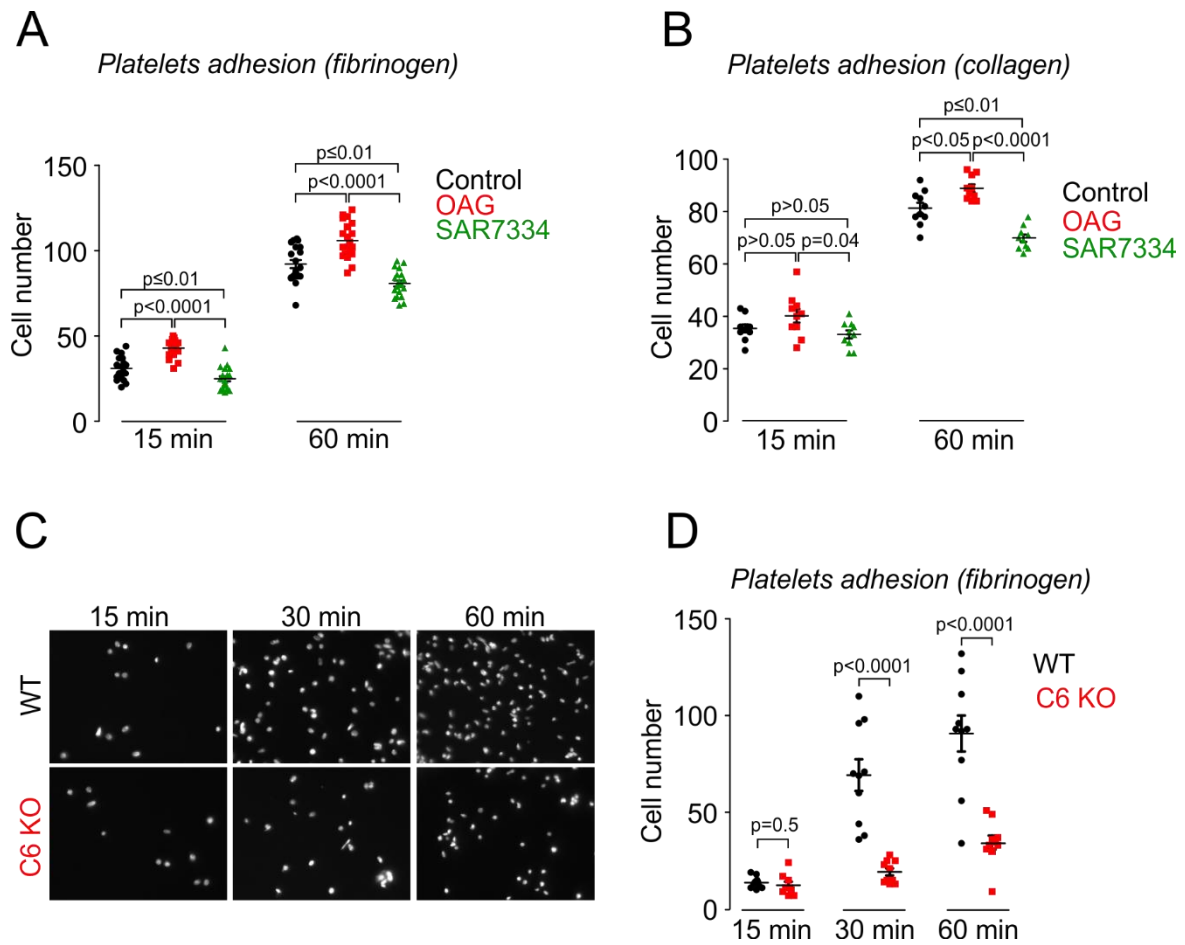 A
Platelets adhesion (fibrinogen)
Cell number
150
100
50
0
p≤0.01
p<0.0001
p≤0.01
p<0.0001
15 min
60 min
Control
OAG
SAR7334
B
Platelets adhesion (collagen)
Cell number
100
80
60
40
20
0
p>0.05
p>0.05
p=0.04
p≤0.01
p<0.05
p<0.0001
15 min
60 min
Control
OAG
SAR7334
C
15 min
30 min
60 min
WT
C6 KO
D
Platelets adhesion (fibrinogen)
Cell number
150
100
50
0
p=0.5
p<0.0001
p<0.0001
15 min
30 min
60 min
WT
C6 KO